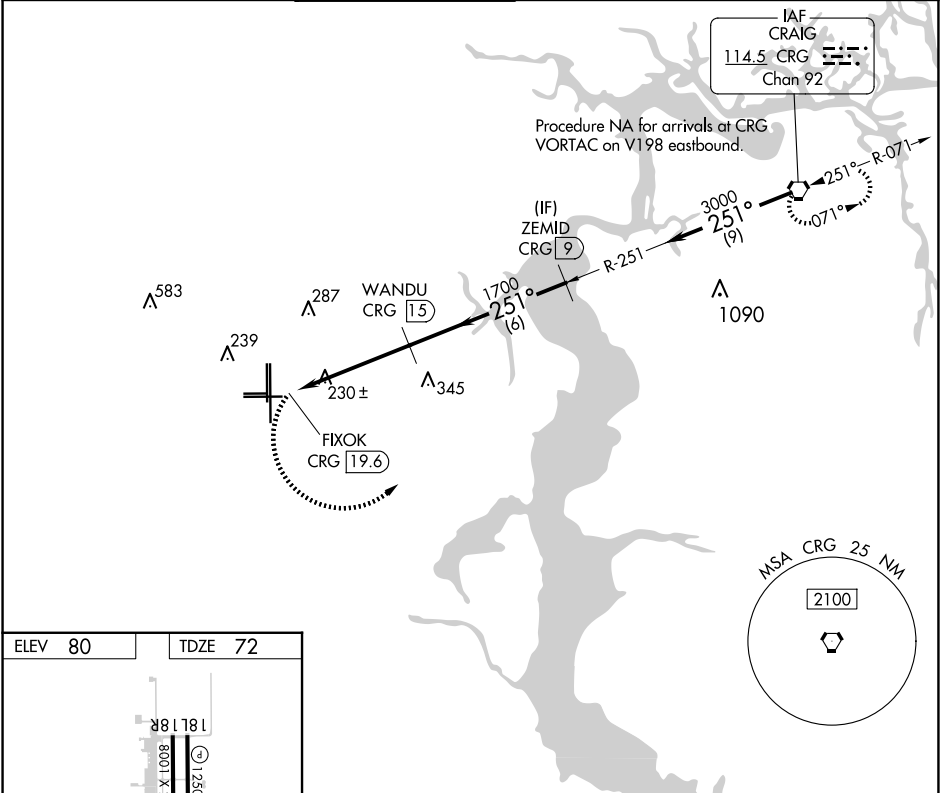 IAF
CRAIG
114.5 CRG
Chan 92
Procedure NA for arrivals at CRG
VORTAC on V198 eastbound.
251°
R-071
071°
3000
251°
(9)
(IF)
ZEMID
CRG 9
R-251
1700
251°
(6)
WANDU
CRG 15
1090
583
287
239
230 ±
345
FIXOK
CRG 19.6
MSA CRG 25 NM
2100
ELEV 80
TDZE 72
18R
18L
8001 X
P